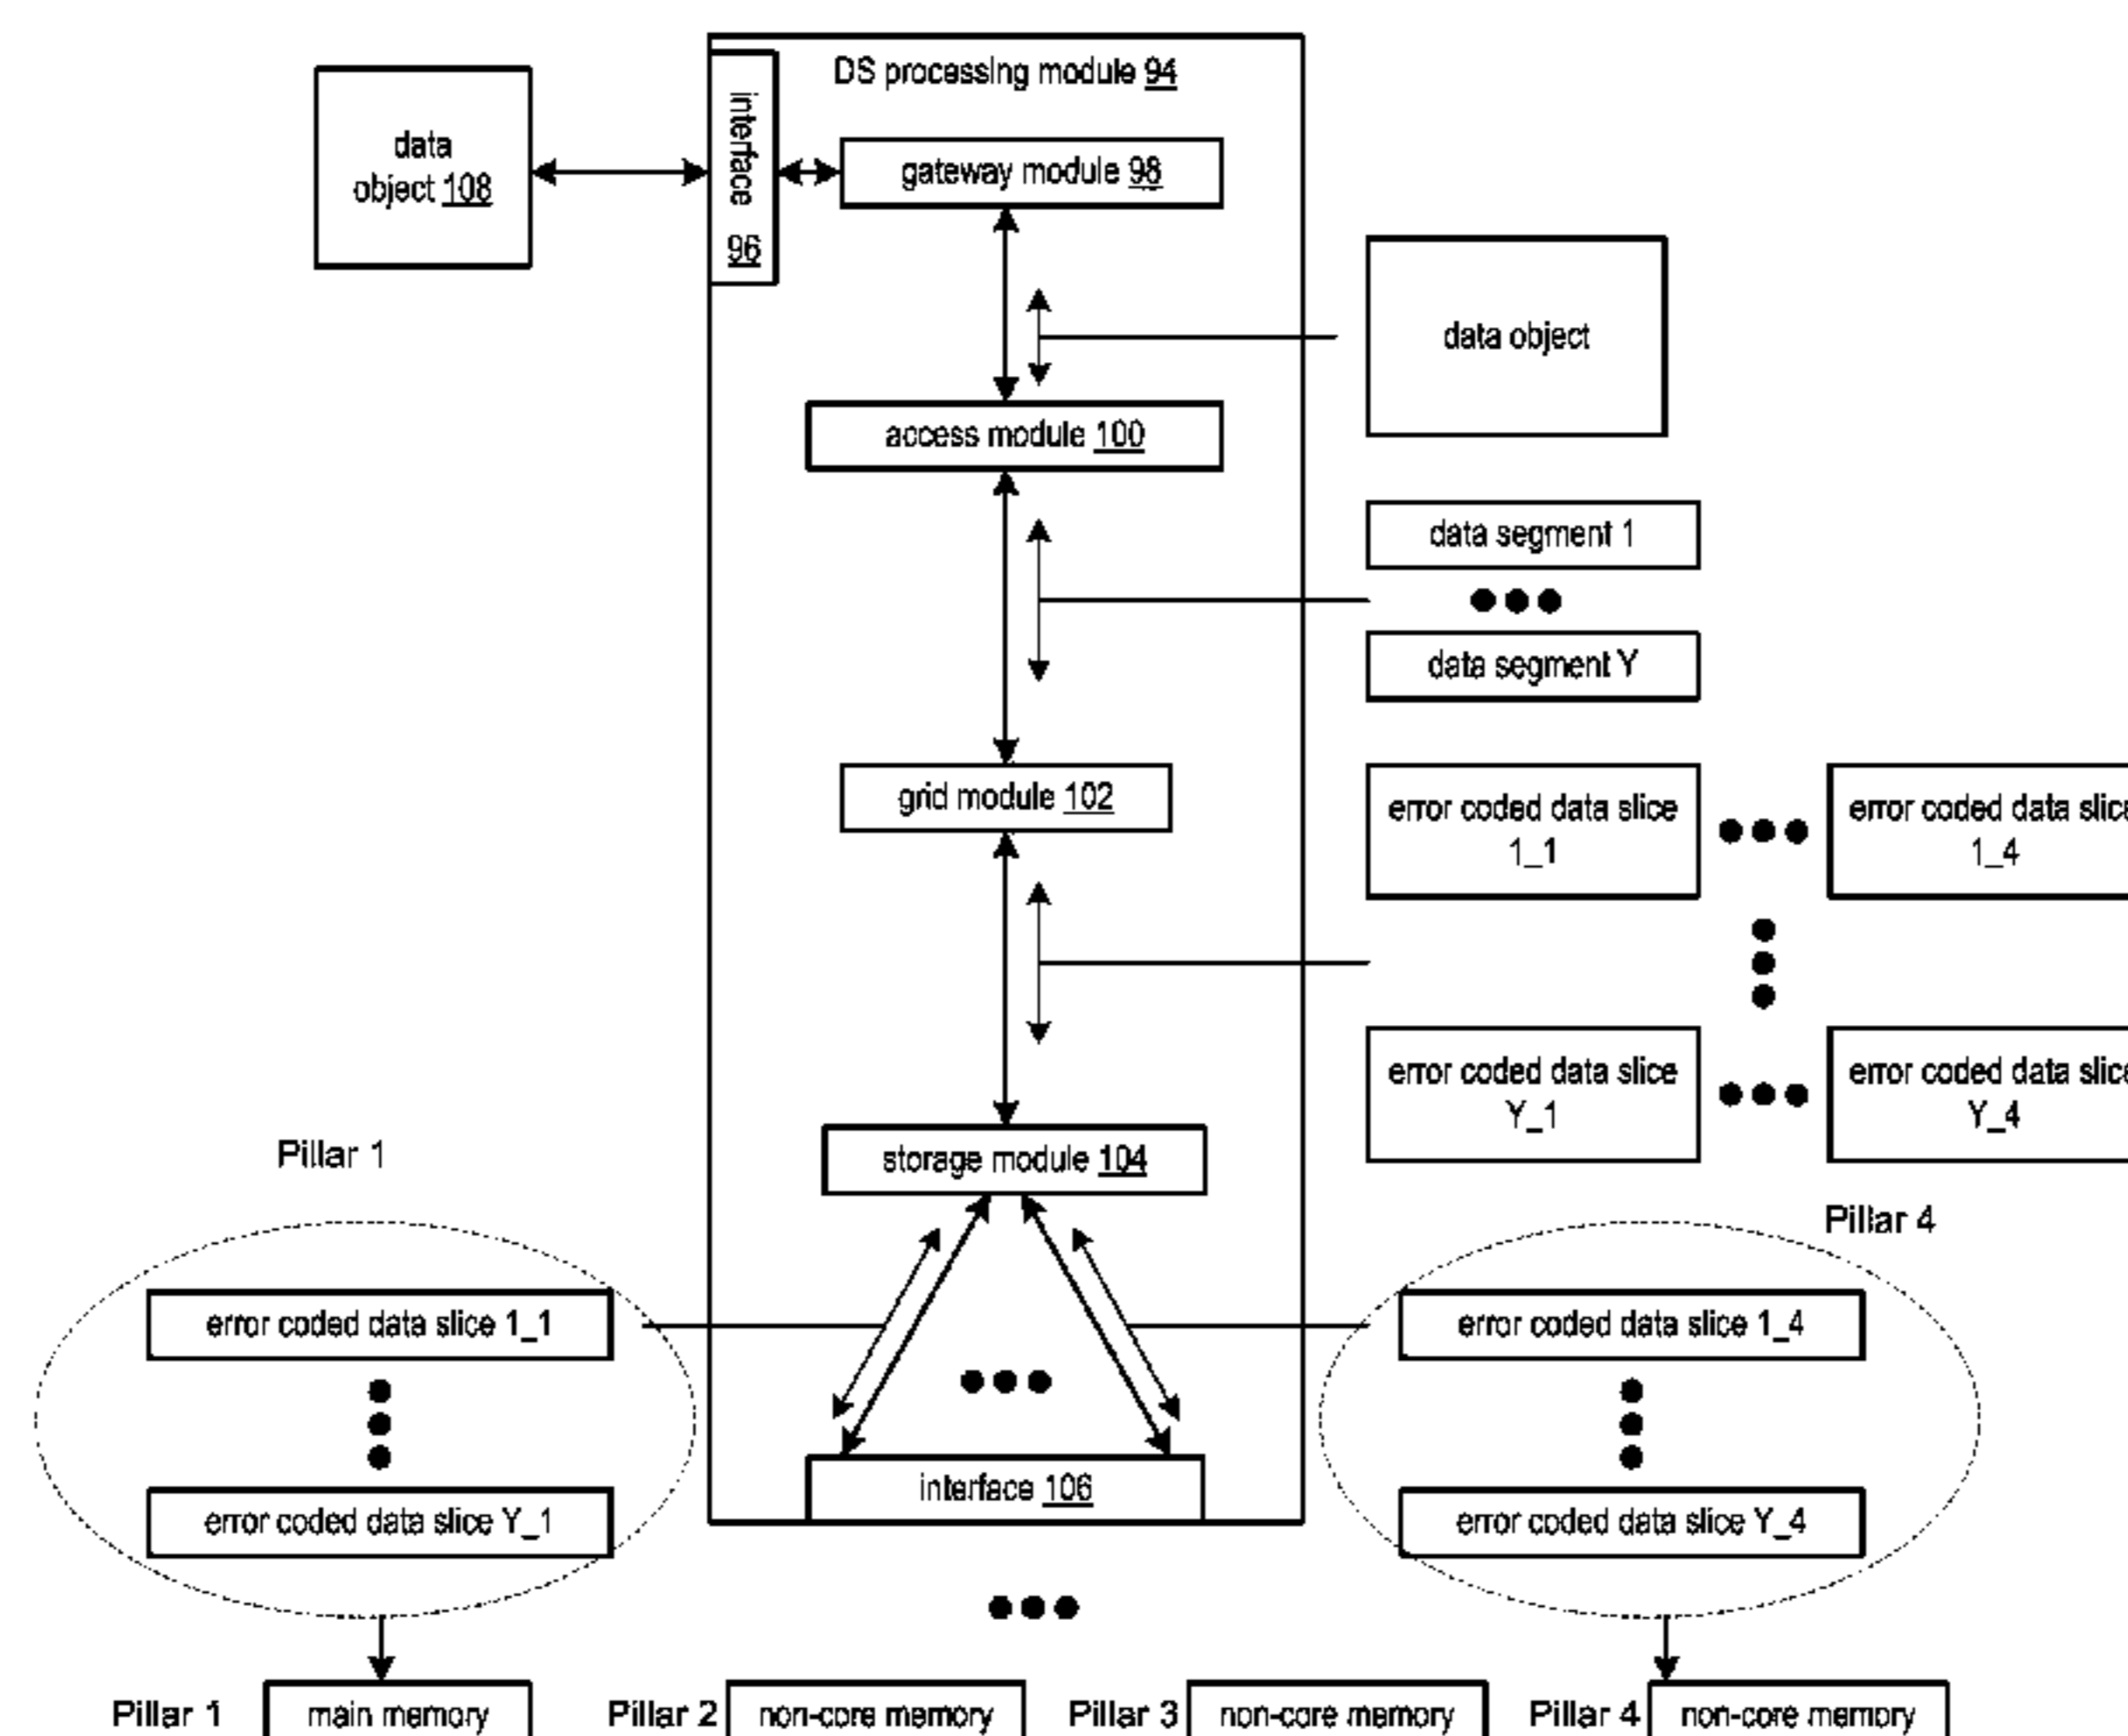 DS processing module 94
data
object 108
interface 96
gateway module 98
data object
access module 100
data segment 1
data segment Y
grid module 102
error coded data slice
1_1
error coded data slice
1_4
error coded data slice
Y_1
error coded data slice
Y_4
Pillar 1
storage module 104
Pillar 4
error coded data slice 1_1
error coded data slice 1_4
interface 106
error coded data slice Y_1
error coded data slice Y_4
Pillar 1
main memory
Pillar 2
non-core memory
Pillar 3
non-core memory
Pillar 4
non-core memory